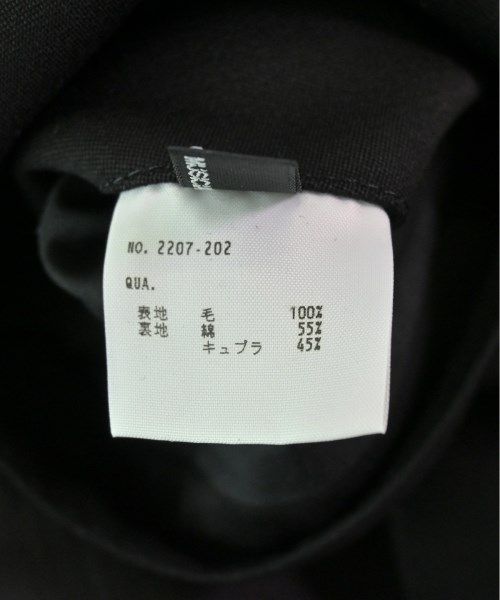 NO. 2207-202
QUA.
表地 毛 100%
裏地 綿 55%
キュプラ 45%